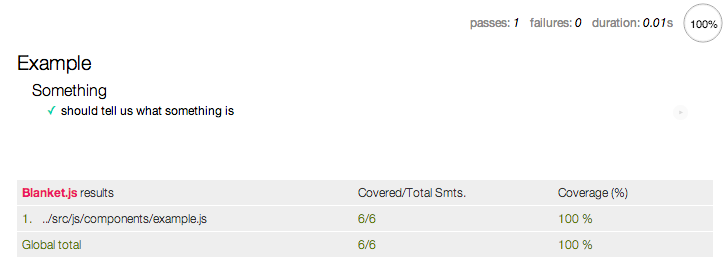 passes: 1 failures: 0 duration: 0.01s 100%
Example
Something
✓ should tell us what something is
Blanket.js results Covered/Total Smts. Coverage (%)
1. ../src/js/components/example.js 6/6 100 %
Global total 6/6 100 %